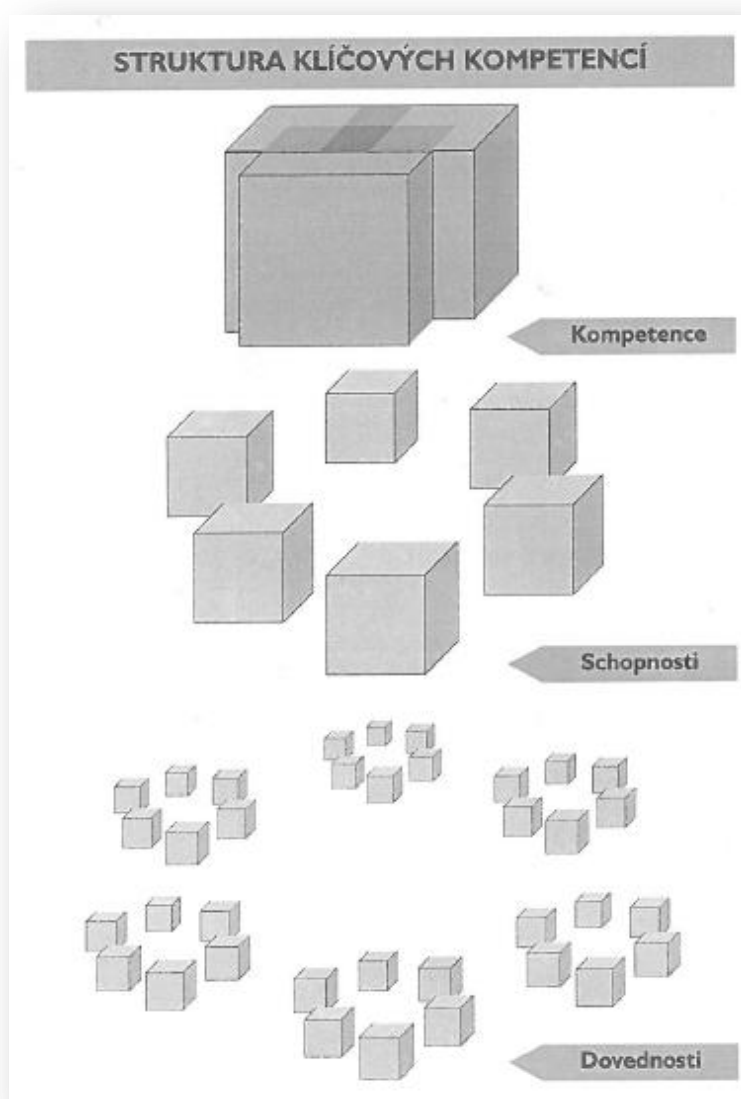 STRUKTURA KLÍČOVÝCH KOMPETENCÍ
Kompetence
Schopnosti
Dovednosti